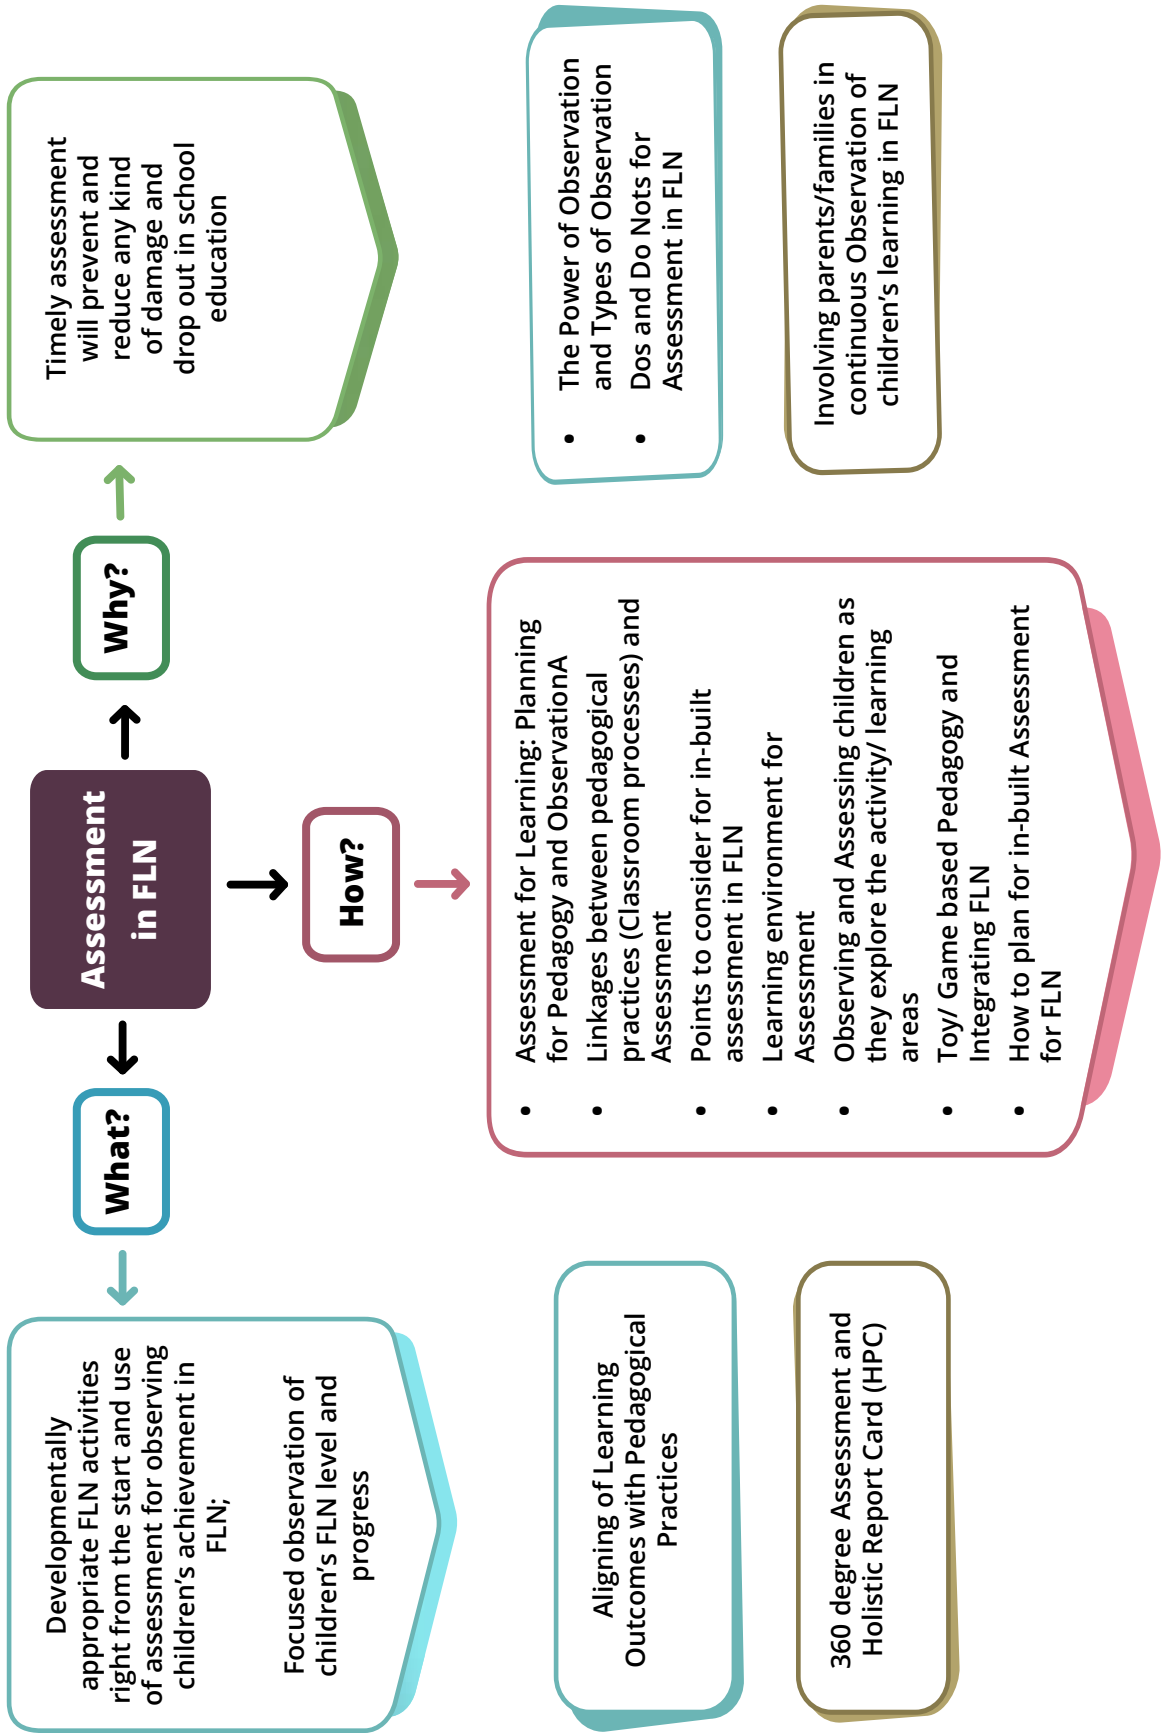 Assessment
in FLN
What?
Developmentally
appropriate FLN activities
right from the start and use
of assessment for observing
children's achievement in
FLN;
Focused observation of
children's FLN level and
progress
How?
• Assessment for Learning: Planning
for Pedagogy and ObservationA
• Linkages between pedagogical
practices (Classroom processes) and
Assessment
• Points to consider for in-built
assessment in FLN
• Learning environment for
Assessment
• Observing and Assessing children as
they explore the activity/ learning
areas
• Toy/ Game based Pedagogy and
Integrating FLN
• How to plan for in-built Assessment
for FLN
Why?
Timely assessment
will prevent and
reduce any kind
of damage and
drop out in school
education
Aligning of Learning
Outcomes with Pedagogical
Practices
360 degree Assessment and
Holistic Report Card (HPC)
• The Power of Observation
and Types of Observation
• Dos and Do Nots for
Assessment in FLN
Involving parents/families in
continuous Observation of
children's learning in FLN